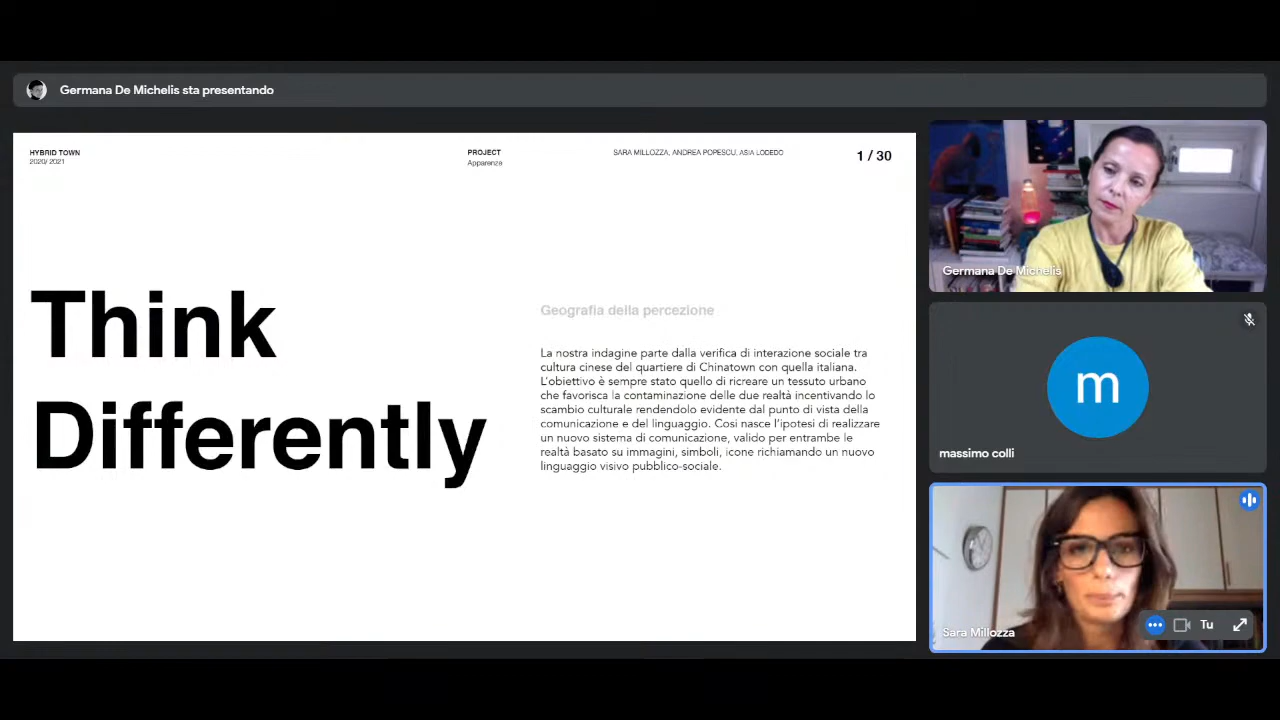 Germana De Michelis sta presentando
HYBRID TOWN
2020/ 2021
PROJECT
Apparenze
SARA MILLOZZA, ANDREA POPESCU, ASIA LODEDO
1 / 30
Think
Differently
Geografia della percezione
La nostra indagine parte dalla verifica di interazione sociale tra
cultura cinese del quartiere di Chinatown con quella italiana.
L'obiettivo è sempre stato quello di ricreare un tessuto urbano
che favorisca la contaminazione delle due realtà incentivando lo
scambio culturale rendendolo evidente dal punto di vista della
comunicazione e del linguaggio. Cosi nasce l'ipotesi di realizzare
un nuovo sistema di comunicazione, valido per entrambe le
realtà basato su immagini, simboli, icone richiamando un nuovo
linguaggio visivo pubblico-sociale.
Germana De Michelis
m
massimo colli
Sara Millozza
Tu